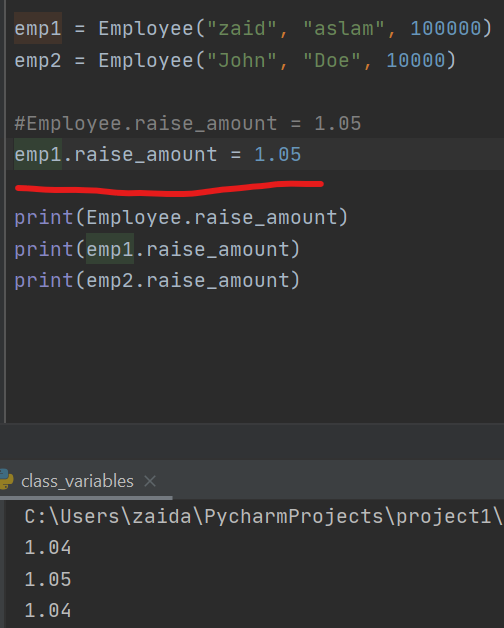 emp1 = Employee("zaid", "aslam", 100000)
emp2 = Employee("John", "Doe", 10000)
#Employee.raise_amount = 1.05
emp1.raise_amount = 1.05
print(Employee.raise_amount)
print(emp1.raise_amount)
print(emp2.raise_amount)
class_variables ×
C:\Users\zaida\PycharmProjects\project1\
1.04
1.05
1.04